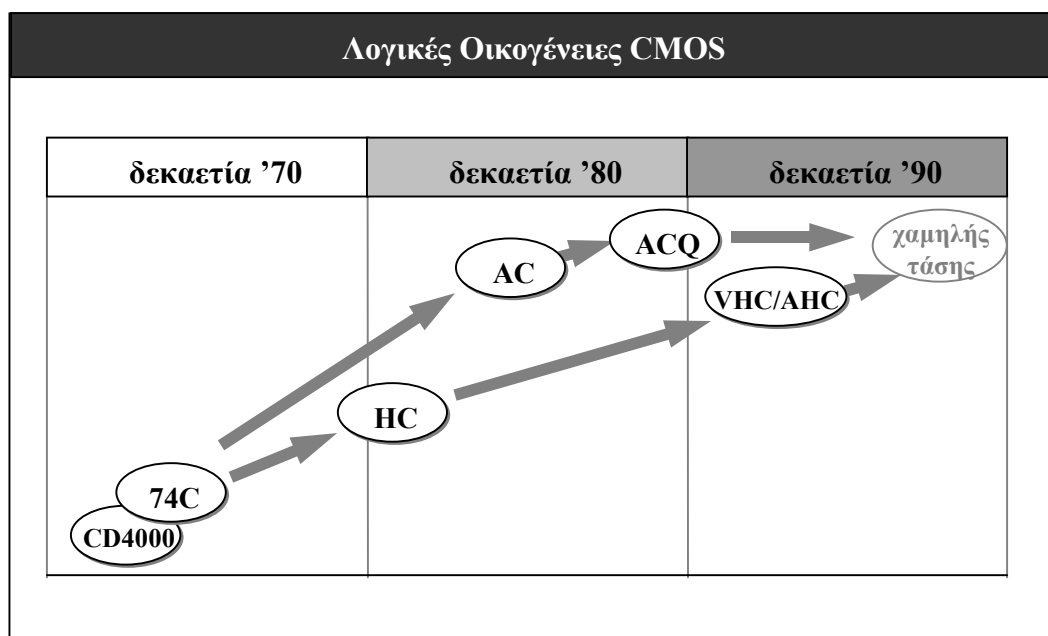 Λογικές Οικογένειες CMOS
δεκαετία ’70
δεκαετία ’80
δεκαετία ’90
ACQ
χαμηλής
τάσης
AC
VHC/AHC
HC
74C
CD4000